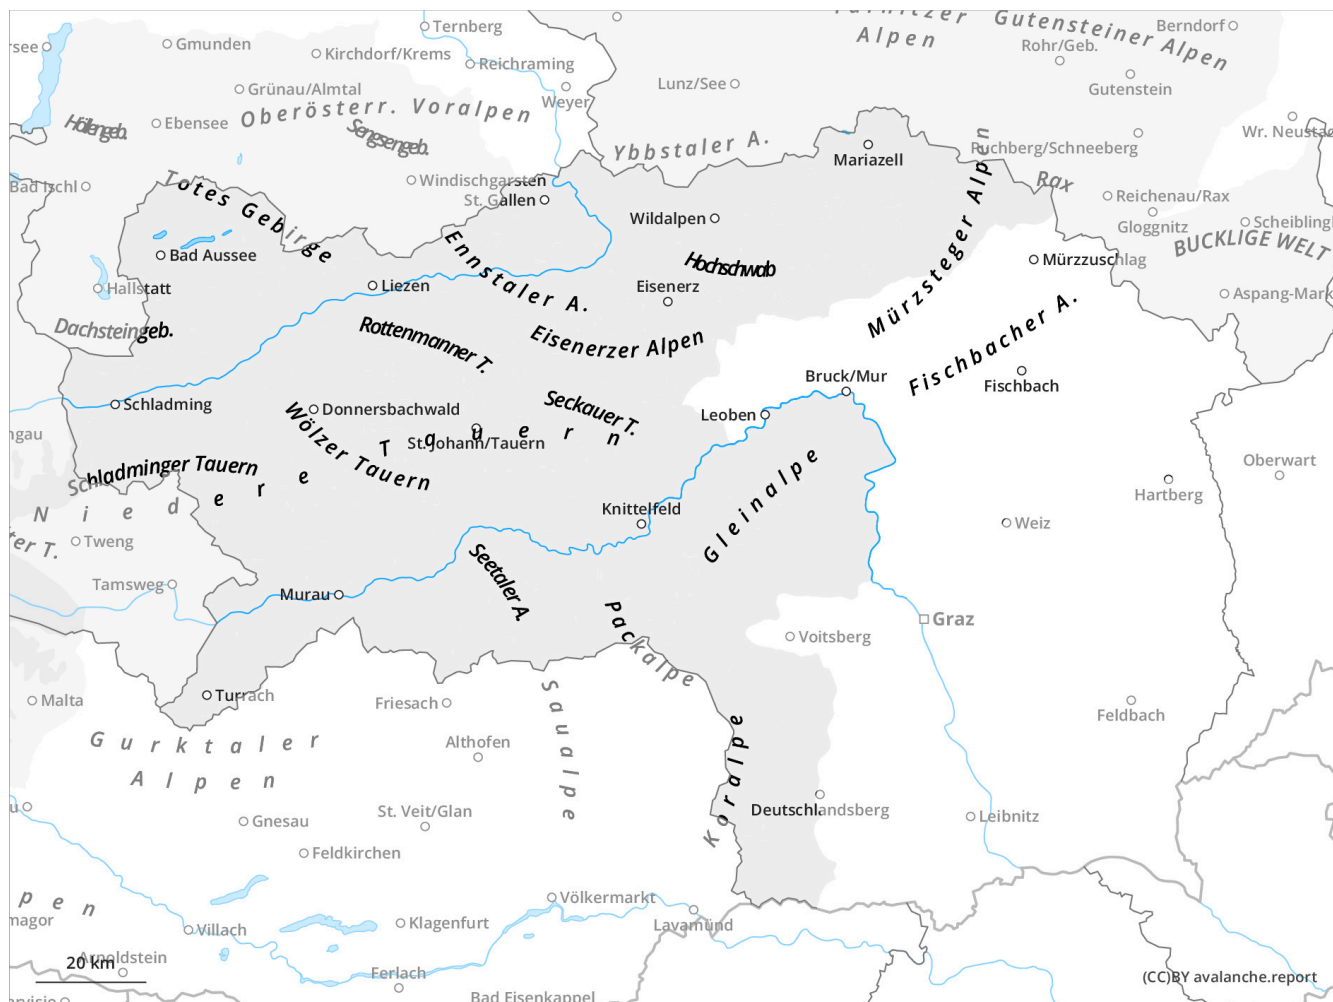 Ternberg
Gutensteiner Alpen
Berndorf
Alpen
Gmunden
Kirchdorf/Krems
Reichraming
Rohr/Geb.
Lunz/See
Grünau/Almtal
Weyer
Gutenstein
Oberösterr. Voralpen
Höllengeb.
Ebensee
Sengsengeb.
Ybbstaler A.
Mariazell
Puchberg/Schneeberg
Wr. Neustad
Bad Ischl
Totes Gebirge
Windischgarsten
St. Gallen
Rax
Reichenau/Rax
Gloggnitz
Scheibling
Wildalpen
BUCKLIGE WELT
Bad Aussee
Ennstaler A.
Hochschwab
Mürzsteger Alpen
Mürzzuschlag
Hallstatt
Liezen
Eisenerz
Aspang-Mark
Dachsteingeb.
Rottenmanner T.
Eisenerzer Alpen
Fischbacher A.
Fischbach
Bruck/Mur
Schladming
Donnersbachwald
Seckauer T.
Leoben
St. Johann/Tauern
Wölzer Tauern
Schladminger Tauern
Niedere Tauern
Gleinalpe
Oberwart
Hartberg
Knittelfeld
Weiz
Tweng
Tamsweg
Murau
Seetaler A.
Packalpe
Graz
Voitsberg
Turrach
Malta
Friesach
Saualpe
Feldbach
Gurktaler
Alpen
Althofen
Koralpe
Deutschlandsberg
St. Veit/Glan
Gnesau
Leibnitz
Feldkirchen
Völkermarkt
Klagenfurt
Lavamünd
Villach
Arnoldstein
20 km
Ferlach
Bad Eisenkappel
(CC)BY avalanche.report